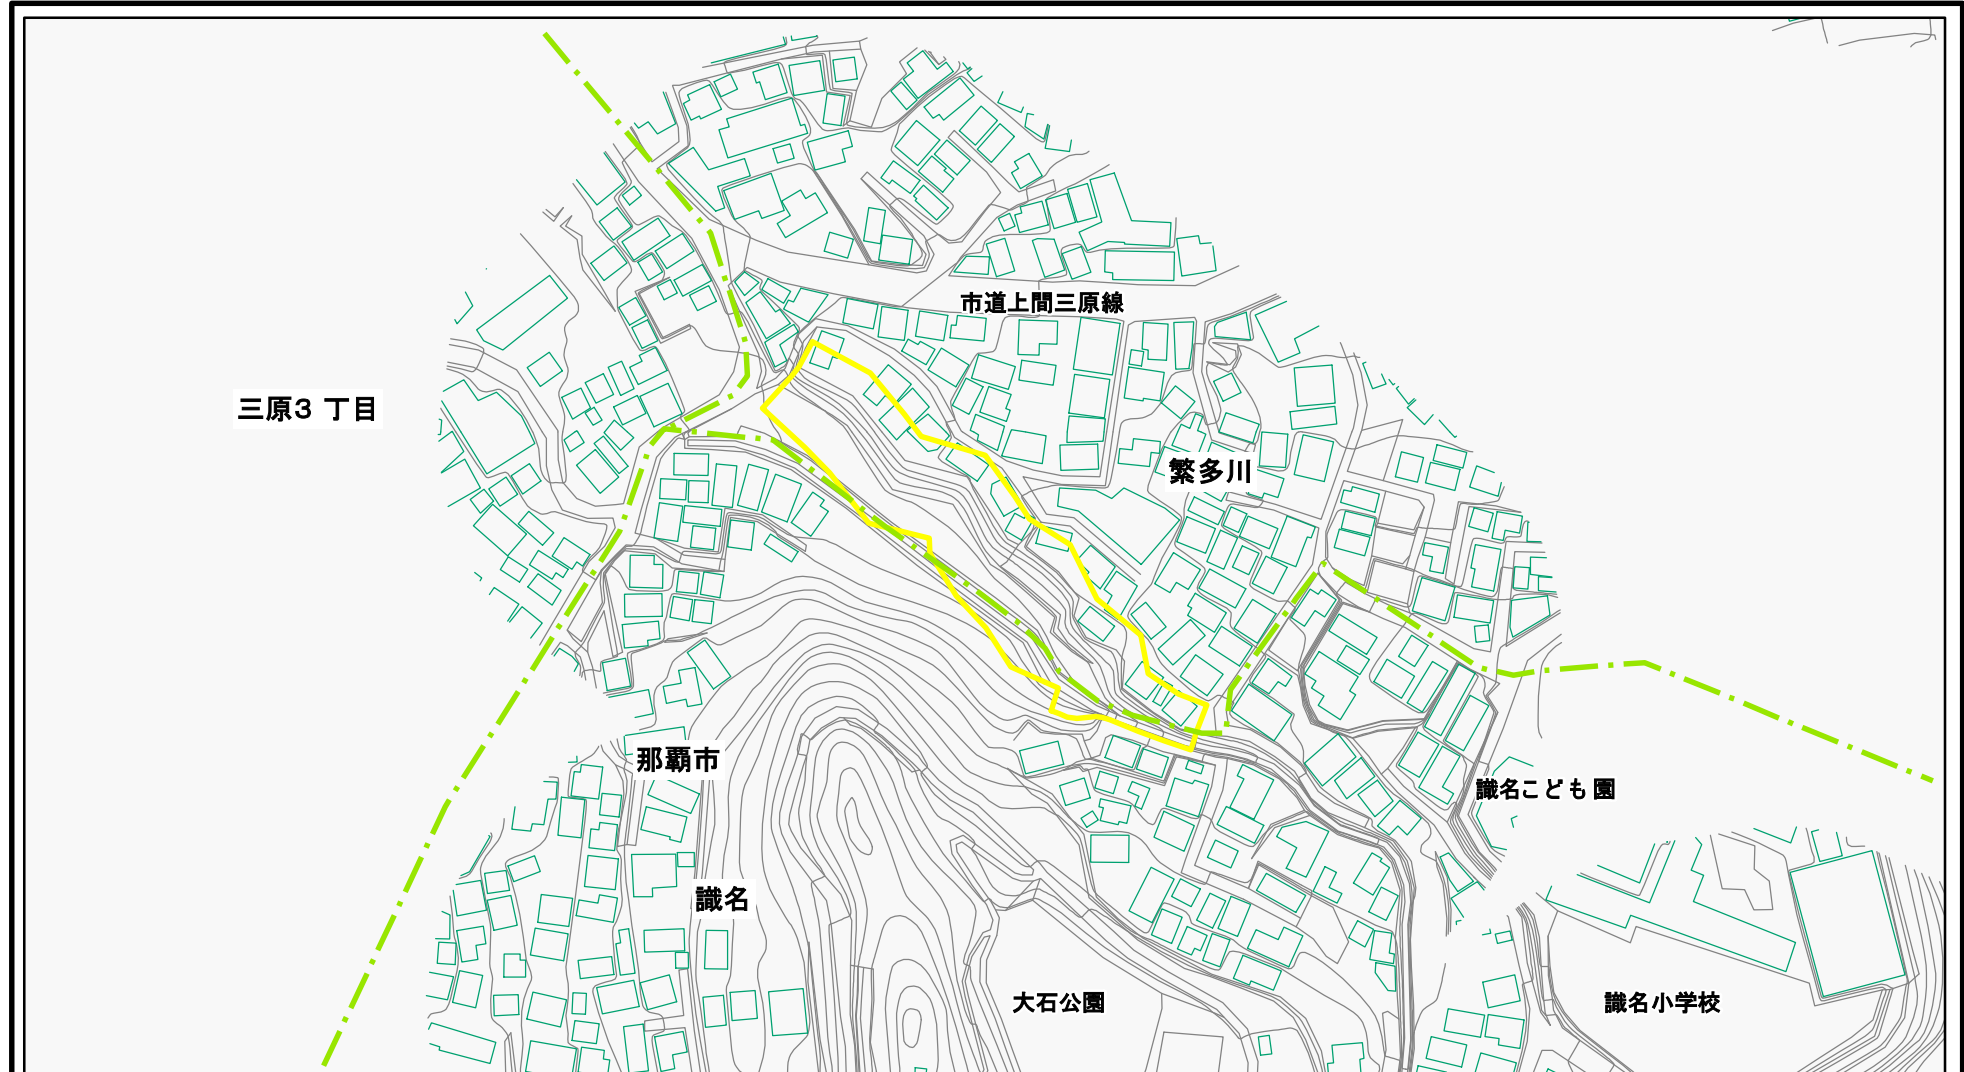 市道上間三原線
三原3 丁目
繁多川
那覇市
識名こども園
識名
大石公園
識名小学校